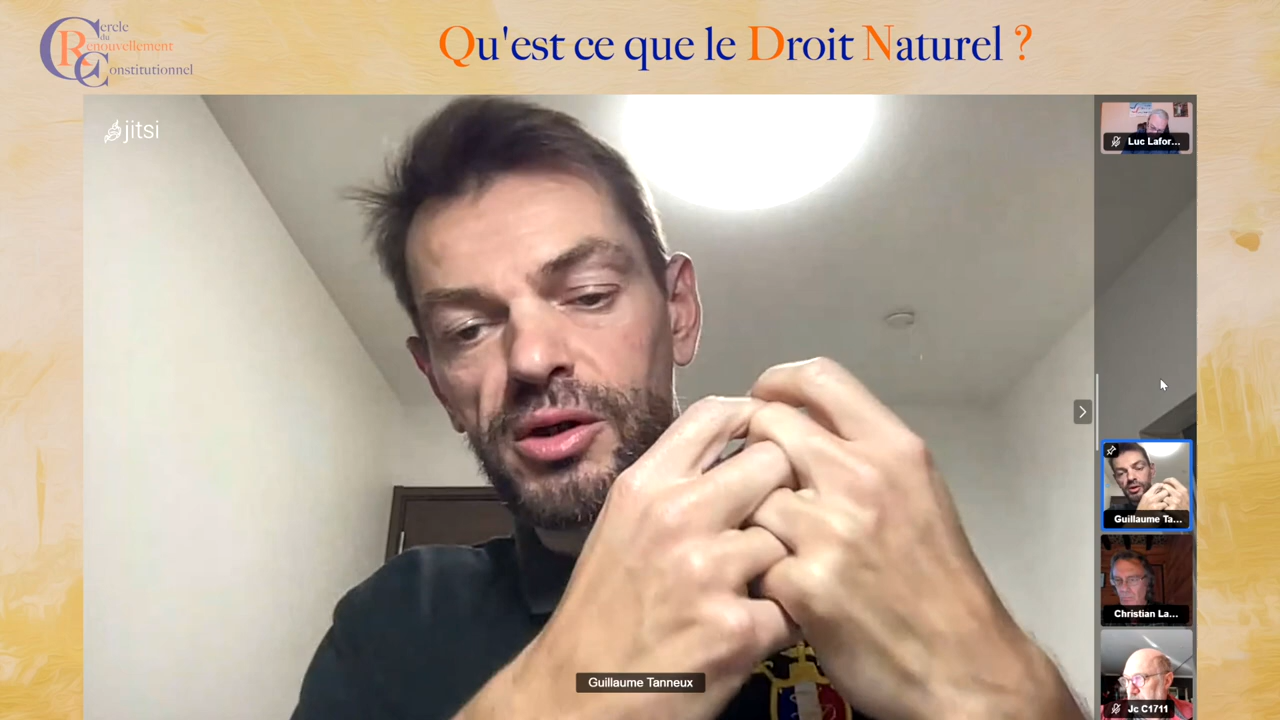 Cercle
du
Renouvellement
Constitutionnel
Qu'est ce que le Droit Naturel ?
jitsi
Luc Lafor...
Guillaume Ta...
Christian La...
Jc C1711
Guillaume Tanneux